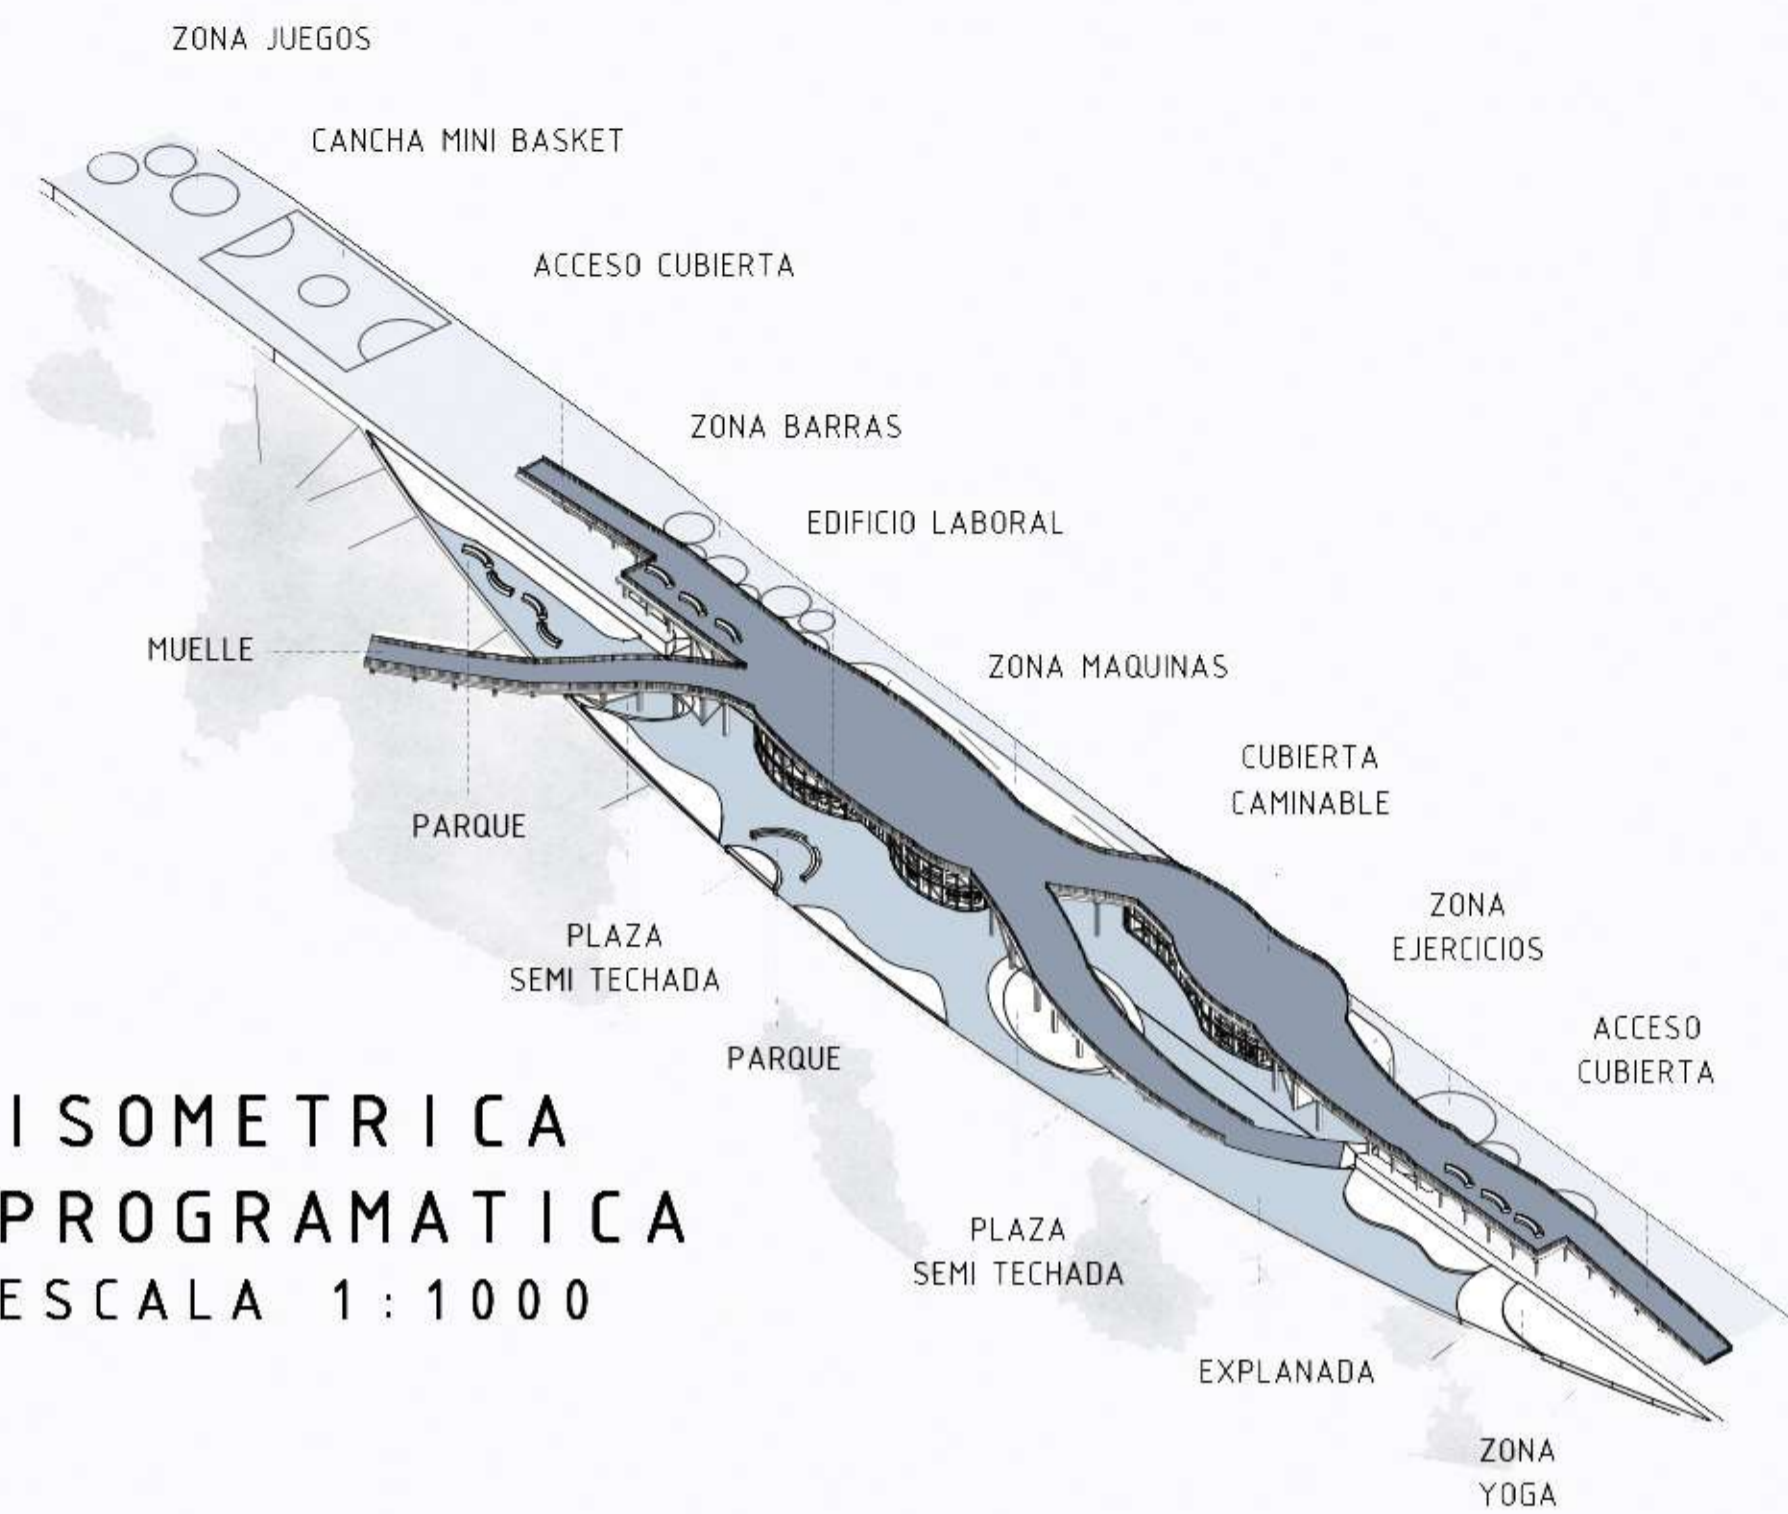 ZONA JUEGOS
CANCHA MINI BASKET
ACCESO CUBIERTA
ZONA BARRAS
EDIFICIO LABORAL
MUELLE
ZONA MAQUINAS
CUBIERTA
CAMINABLE
PARQUE
ZONA
EJERCICIOS
PLAZA
SEMI TECHADA
ACCESO
CUBIERTA
PARQUE
ISOMETRICA
PROGRAMATICA
ESCALA 1:1000
PLAZA
SEMI TECHADA
EXPLANADA
ZONA
YOGA